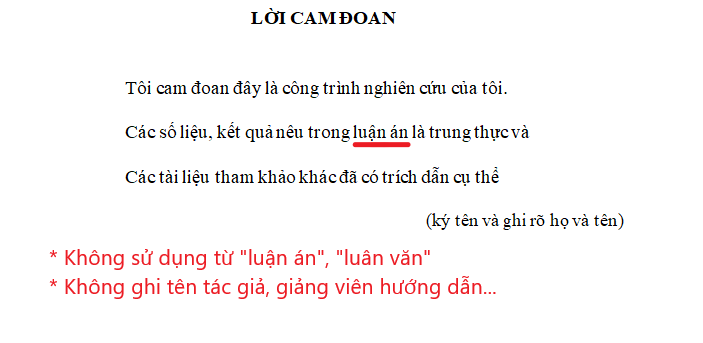 LỜI CAM ĐOAN
Tôi cam đoan đây là công trình nghiên cứu của tôi.
Các số liệu, kết quả nêu trong luận án là trung thực và
Các tài liệu tham khảo khác đã có trích dẫn cụ thể
(ký tên và ghi rõ họ và tên)
* Không sử dụng từ "luận án", "luân văn"
* Không ghi tên tác giả, giảng viên hướng dẫn...